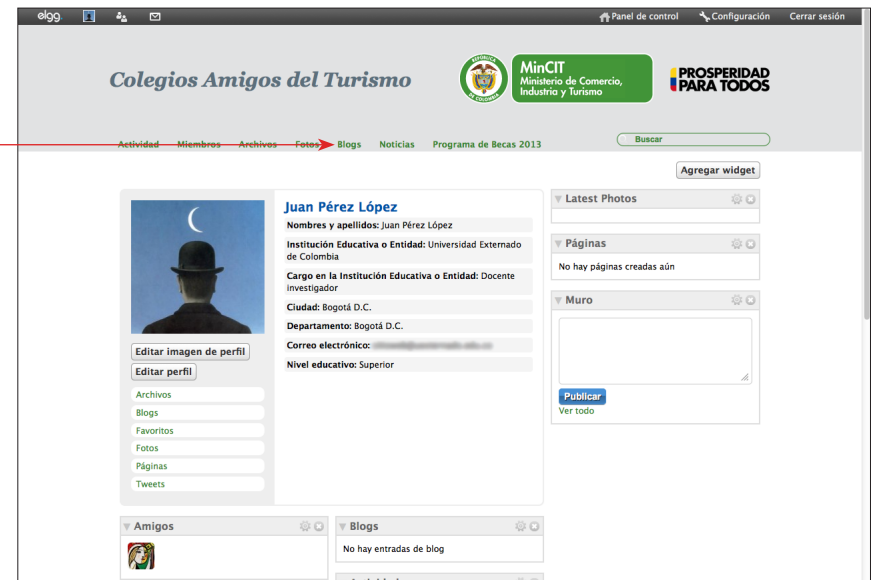 elgg.
Panel de control Configuración Cerrar sesión
Colegios Amigos del Turismo
REPÚBLICA
DE COLOMBIA
MinCIT
Ministerio de Comercio,
Industria y Turismo
PROSPERIDAD
PARA TODOS
Actividad Miembros Archivos Fotos Blogs Noticias Programa de Becas 2013
Buscar
Agregar widget
Juan Pérez López
Nombres y apellidos: Juan Pérez López
Institución Educativa o Entidad: Universidad Externado
de Colombia
Cargo en la Institución Educativa o Entidad: Docente
investigador
Ciudad: Bogotá D.C.
Departamento: Bogotá D.C.
Correo electrónico:
Nivel educativo: Superior
Editar imagen de perfil
Editar perfil
Archivos
Blogs
Favoritos
Fotos
Páginas
Tweets
Latest Photos
Páginas
No hay páginas creadas aún
Muro
Publicar
Ver todo
Amigos
Blogs
No hay entradas de blog